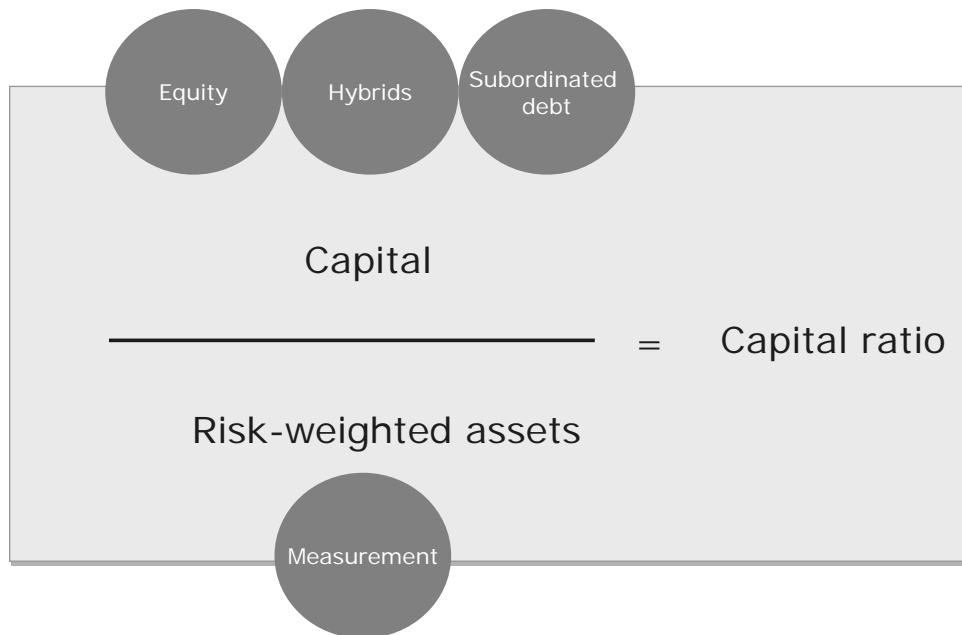 Equity
Hybrids
Subordinated
debt
Capital
= Capital ratio
Risk-weighted assets
Measurement